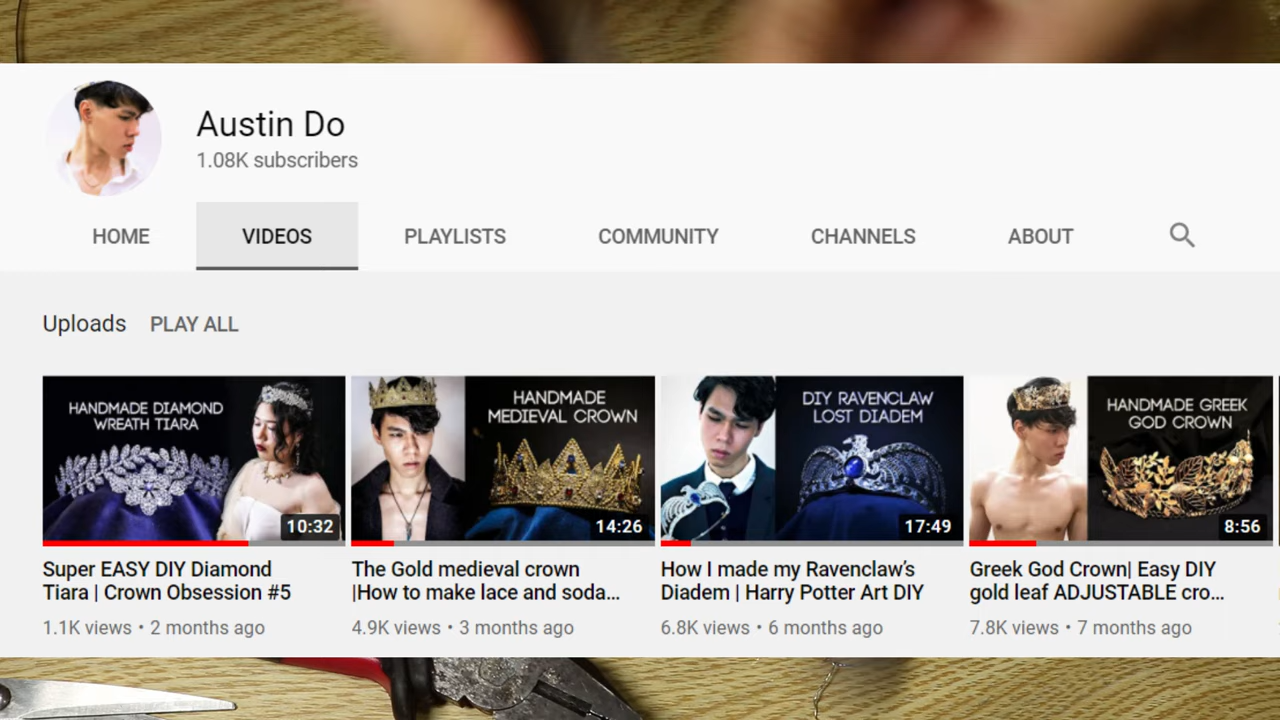 Austin Do
1.08K subscribers
HOME VIDEOS PLAYLISTS COMMUNITY CHANNELS ABOUT
Uploads PLAY ALL
HANDMADE DIAMOND
WREATH TIARA
10:32
HANDMADE
MEDIEVAL CROWN
14:26
DIY RAVENCLAW
LOST DIADEM
17:49
HANDMADE GREEK
GOD CROWN
8:56
Super EASY DIY Diamond
Tiara | Crown Obsession #5
1.1K views • 2 months ago
The Gold medieval crown
|How to make lace and soda...
4.9K views • 3 months ago
How I made my Ravenclaw’s
Diadem | Harry Potter Art DIY
6.8K views • 6 months ago
Greek God Crown| Easy DIY
gold leaf ADJUSTABLE cro...
7.8K views • 7 months ago